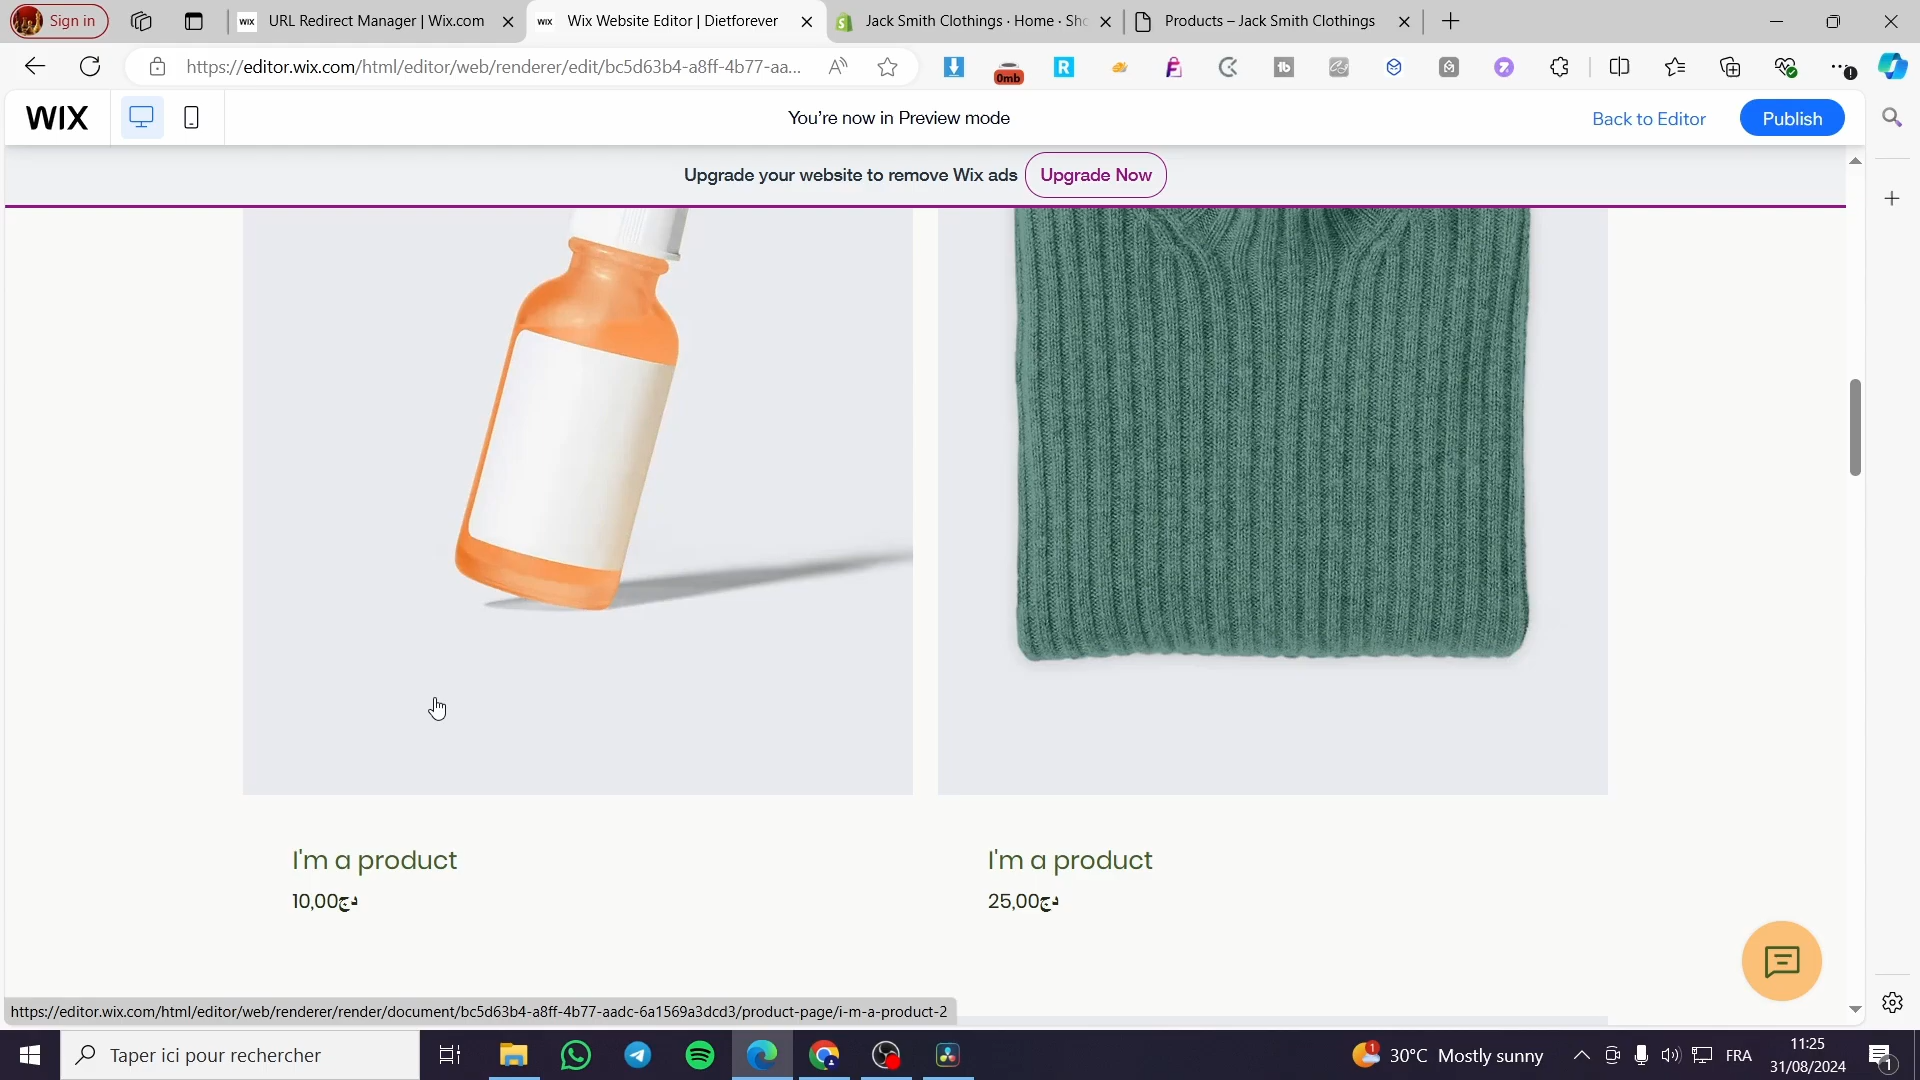 Sign in
WIX URL Redirect Manager | Wix.com
WIX Wix Website Editor | Dietforever
Jack Smith Clothings · Home · Sho
Products – Jack Smith Clothings
https://editor.wix.com/html/editor/web/renderer/edit/bc5d63b4-a8ff-4b77-aa...
0mb
WIX
You're now in Preview mode
Back to Editor
Publish
Upgrade your website to remove Wix ads
Upgrade Now
I'm a product
10,00دج
I'm a product
25,00دج
https://editor.wix.com/html/editor/web/renderer/render/document/bc5d63b4-a8ff-4b77-aadc-6a1569a3dcd3/product-page/i-m-a-product-2
Taper ici pour rechercher
1
30°C Mostly sunny
FRA
11:25
31/08/2024
1